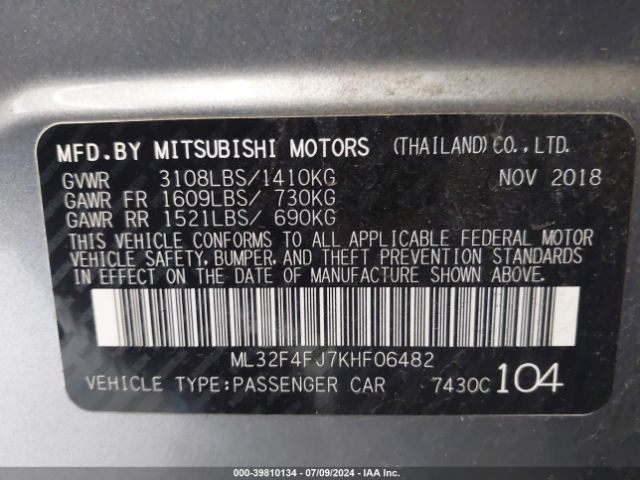 MFD.BY MITSUBISHI MOTORS (THAILAND)CO.,LTD.
GVWR 3108LBS/1410KG NOV 2018
GAWR FR 1609LBS/ 730KG
GAWR RR 1521LBS/ 690KG
THIS VEHICLE CONFORMS TO ALL APPLICABLE FEDERAL MOTOR
VEHICLE SAFETY, BUMPER, AND THEFT PREVENTION STANDARDS
IN EFFECT ON THE DATE OF MANUFACTURE SHOWN ABOVE.
ML32F4FJ7KHF06482
VEHICLE TYPE:PASSENGER CAR 7430C 104
000-39810134 - 07/09/2024 - IAA Inc.